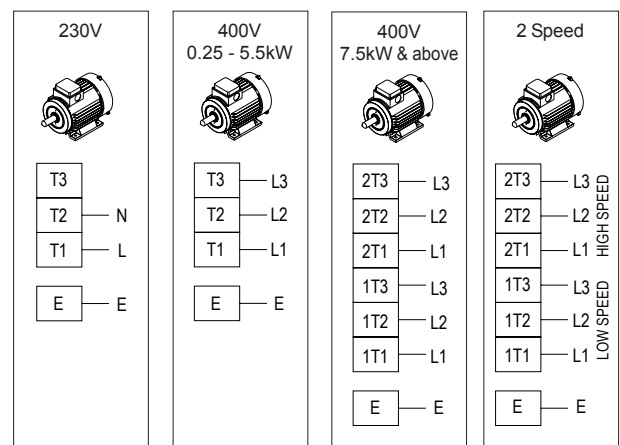 230V
T3
T2 N
T1 L
E E
400V
0.25 - 5.5kW
T3 L3
T2 L2
T1 L1
E E
400V
7.5kW & above
2T3 L3
2T2 L2
2T1 L1
1T3 L3
1T2 L2
1T1 L1
E E
2 Speed
2T3 L3
2T2 L2
2T1 L1
HIGH SPEED
1T3 L3
1T2 L2
1T1 L1
LOW SPEED
E E